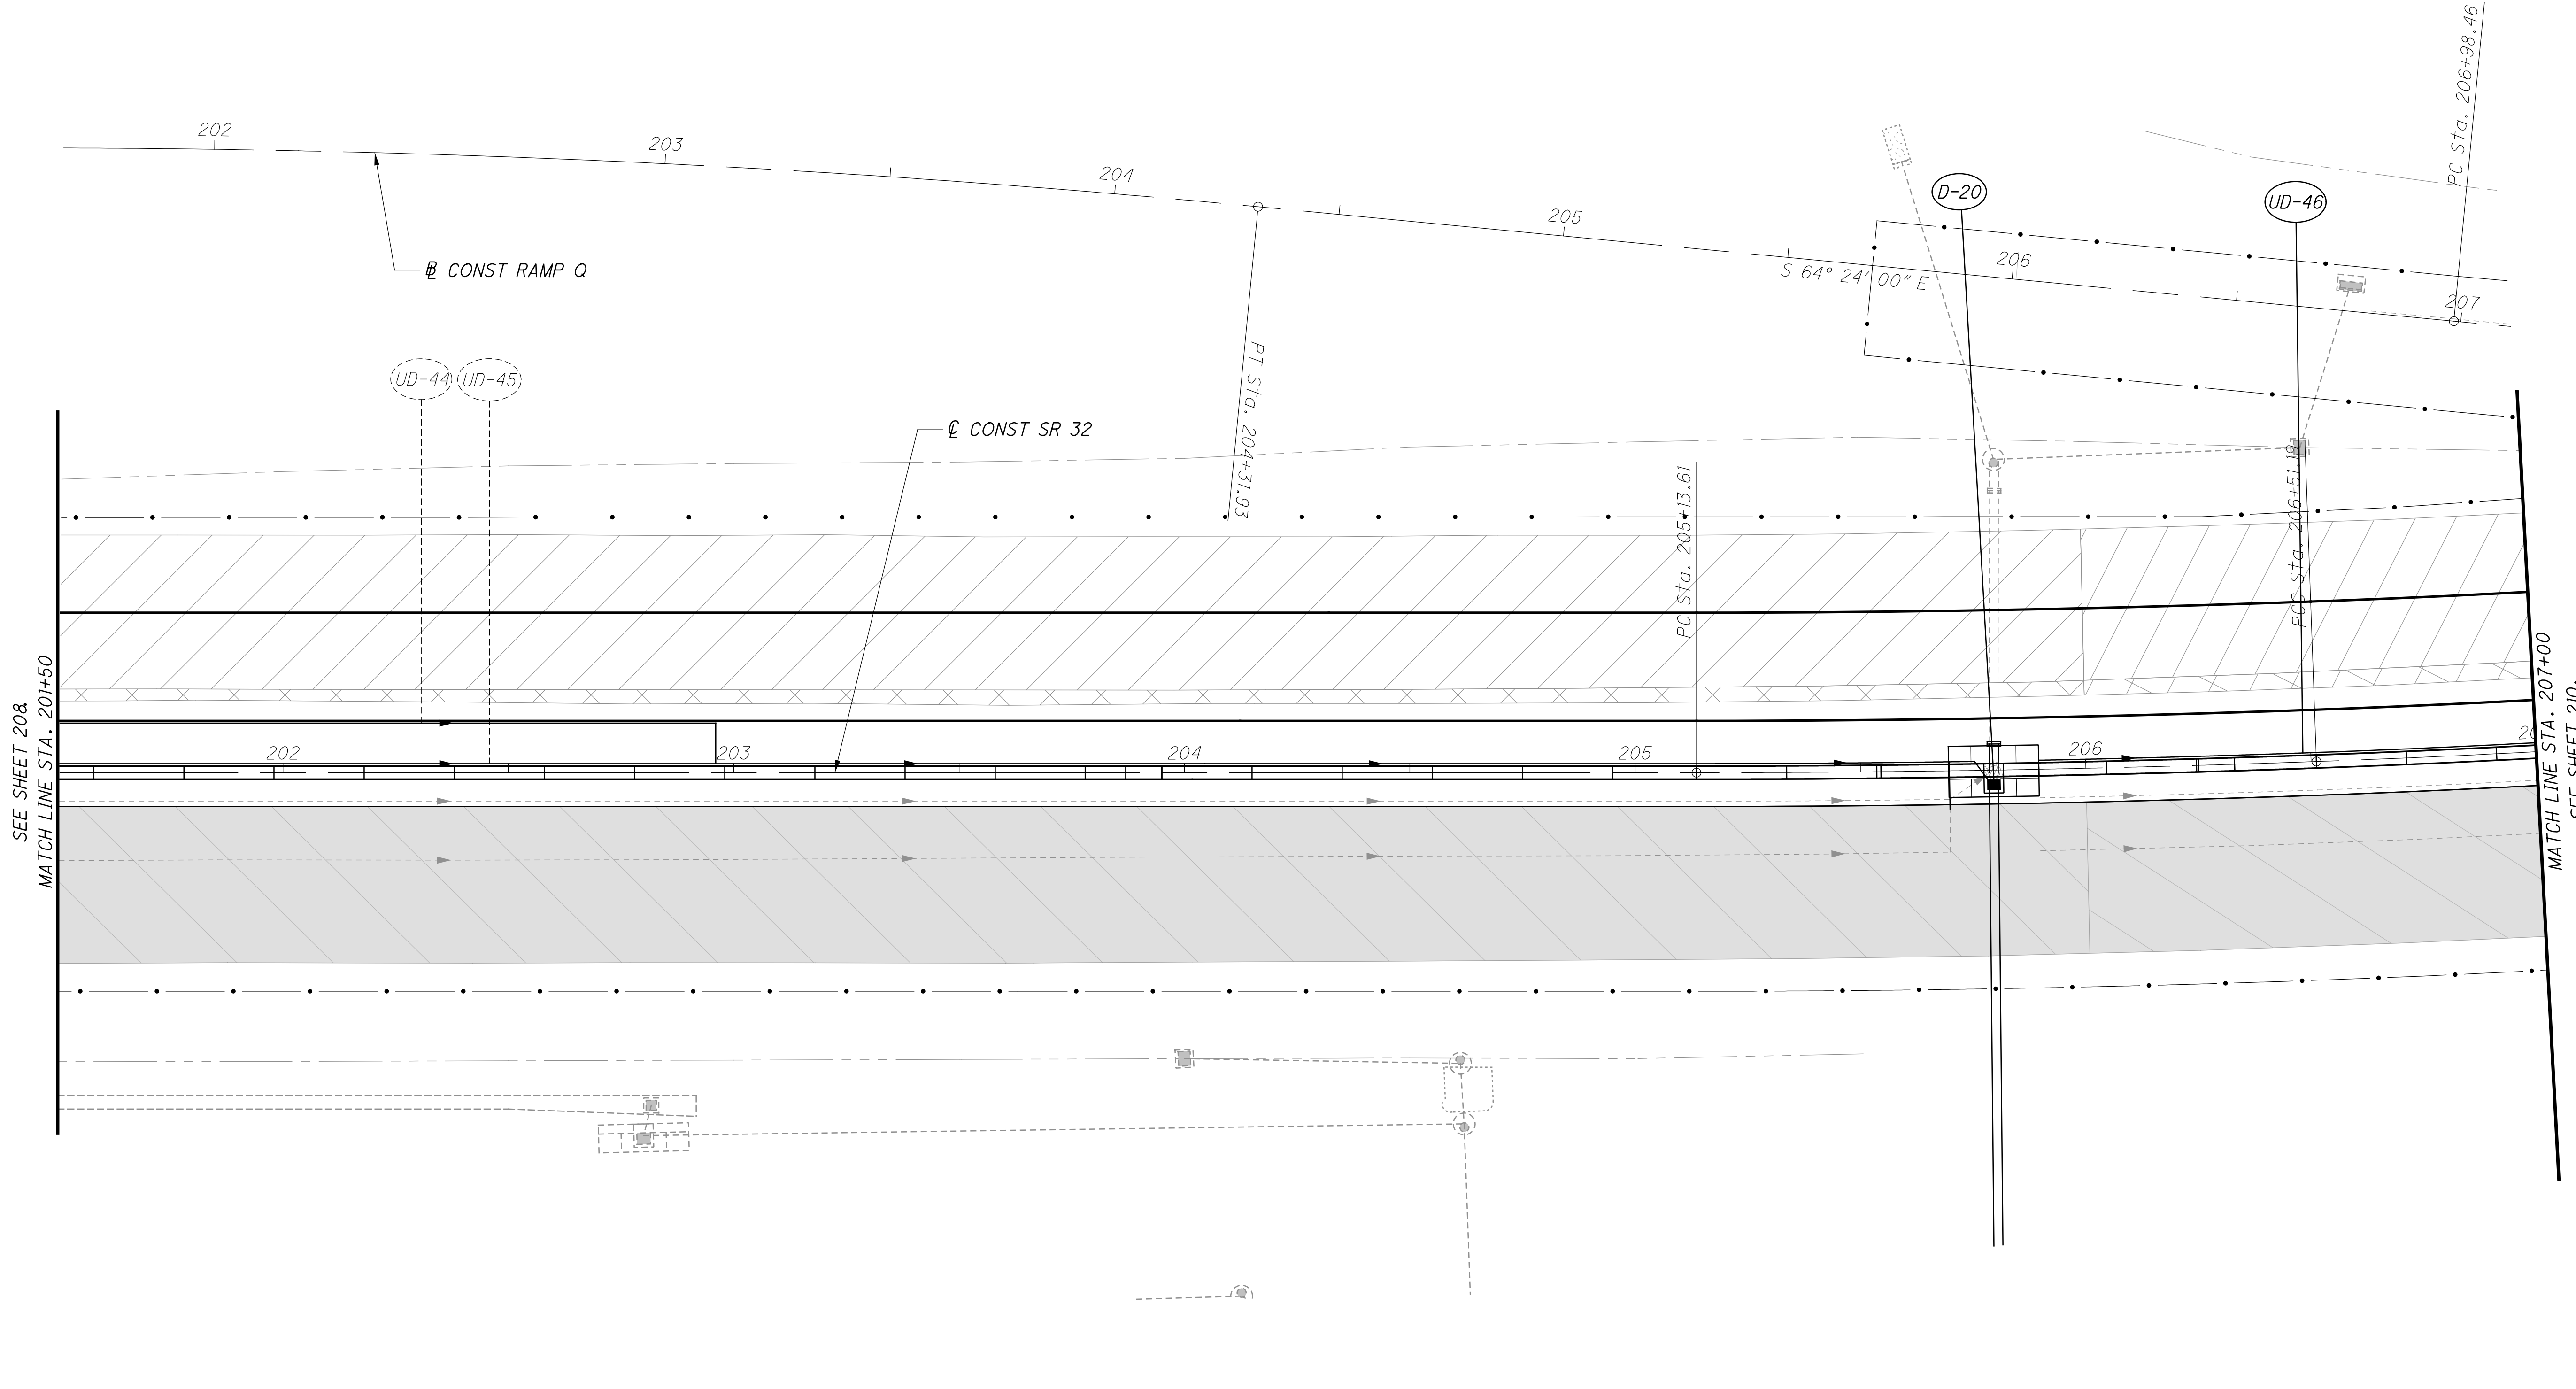 PC Sta. 206+98.46
202
203
204
205
206
207
S 64° 24' 00" E
D-20
UD-46
℄ CONST SR 32
CONST RAMP Q
UD-44
UD-45
PT Sta. 204+31.93
PC Sta. 205+13.61
PCC Sta. 206+51.18
SEE SHEET 208.
MATCH LINE STA. 201+50
202
203
204
205
206
MATCH LINE STA. 207+00
SEE SHEET 210.